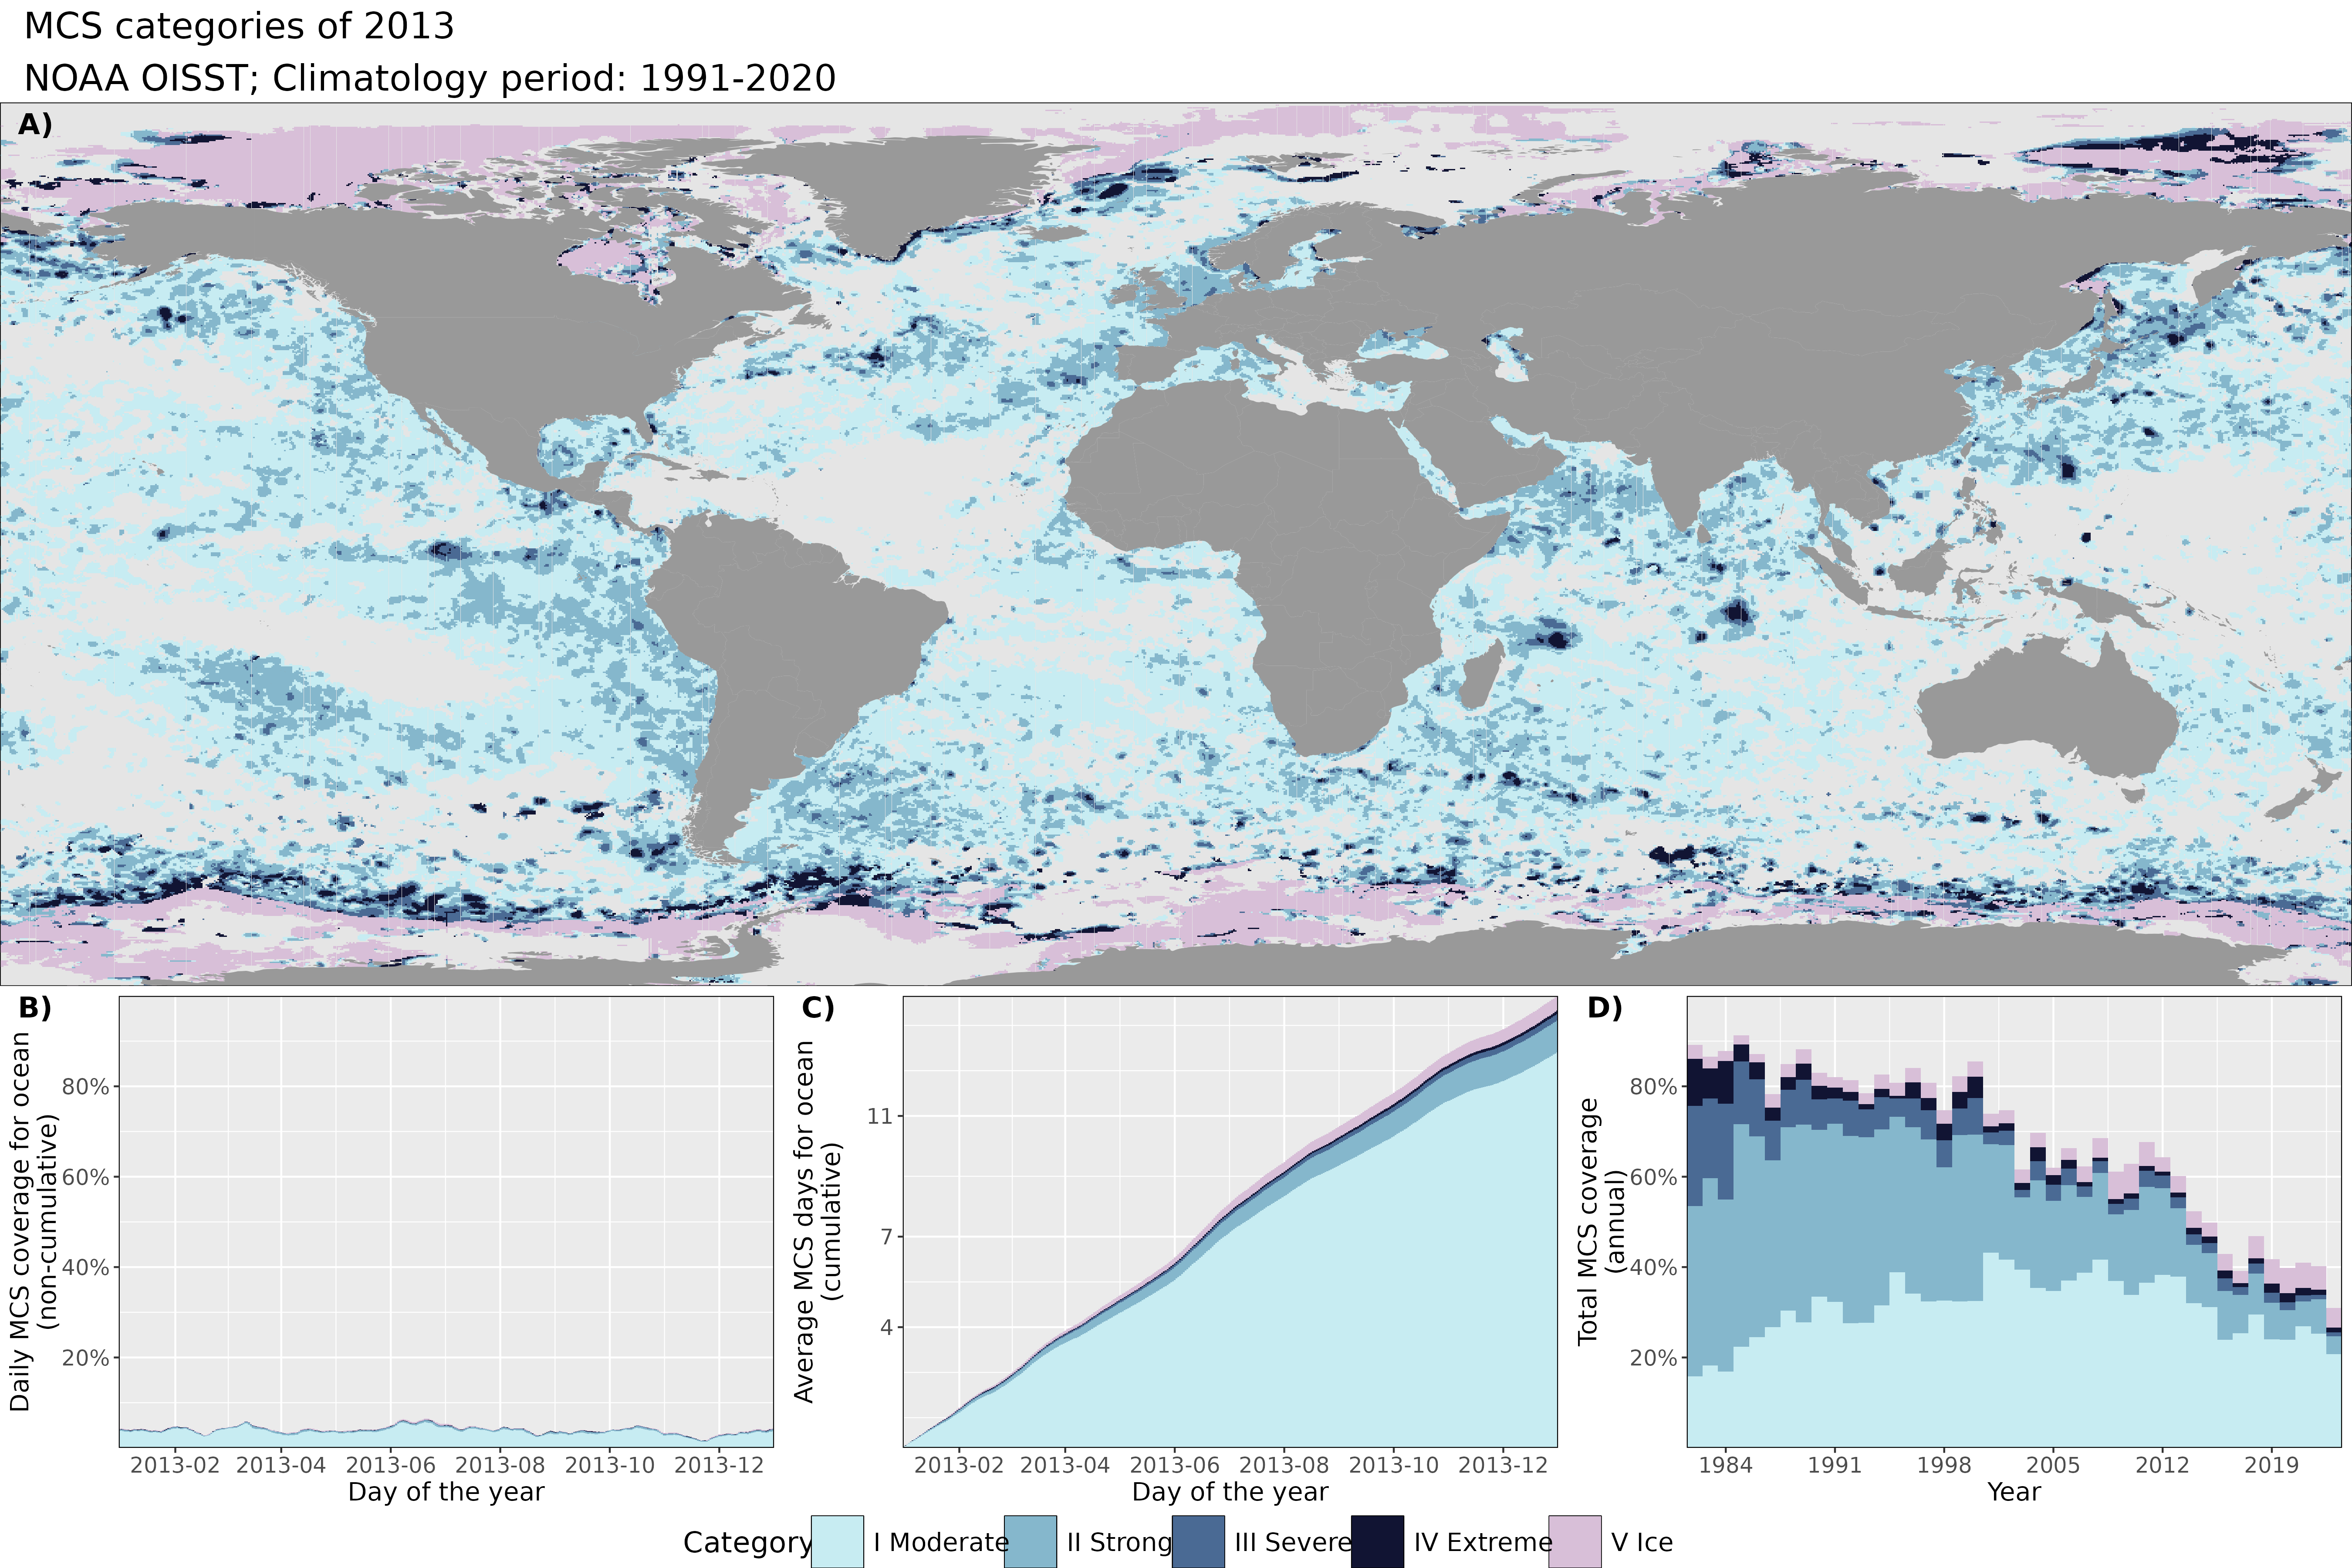 MCS categories of 2013
NOAA OISST; Climatology period: 1991-2020
A)
B)
Daily MCS coverage for ocean
(non-cumulative)
80%
60%
40%
20%
2013-02 2013-04 2013-06 2013-08 2013-10 2013-12
Day of the year
C)
Average MCS days for ocean
(cumulative)
11
7
4
2013-02 2013-04 2013-06 2013-08 2013-10 2013-12
Day of the year
D)
Total MCS coverage
(annual)
80%
60%
40%
20%
1984 1991 1998 2005 2012 2019
Year
Category I Moderate II Strong III Severe IV Extreme V Ice